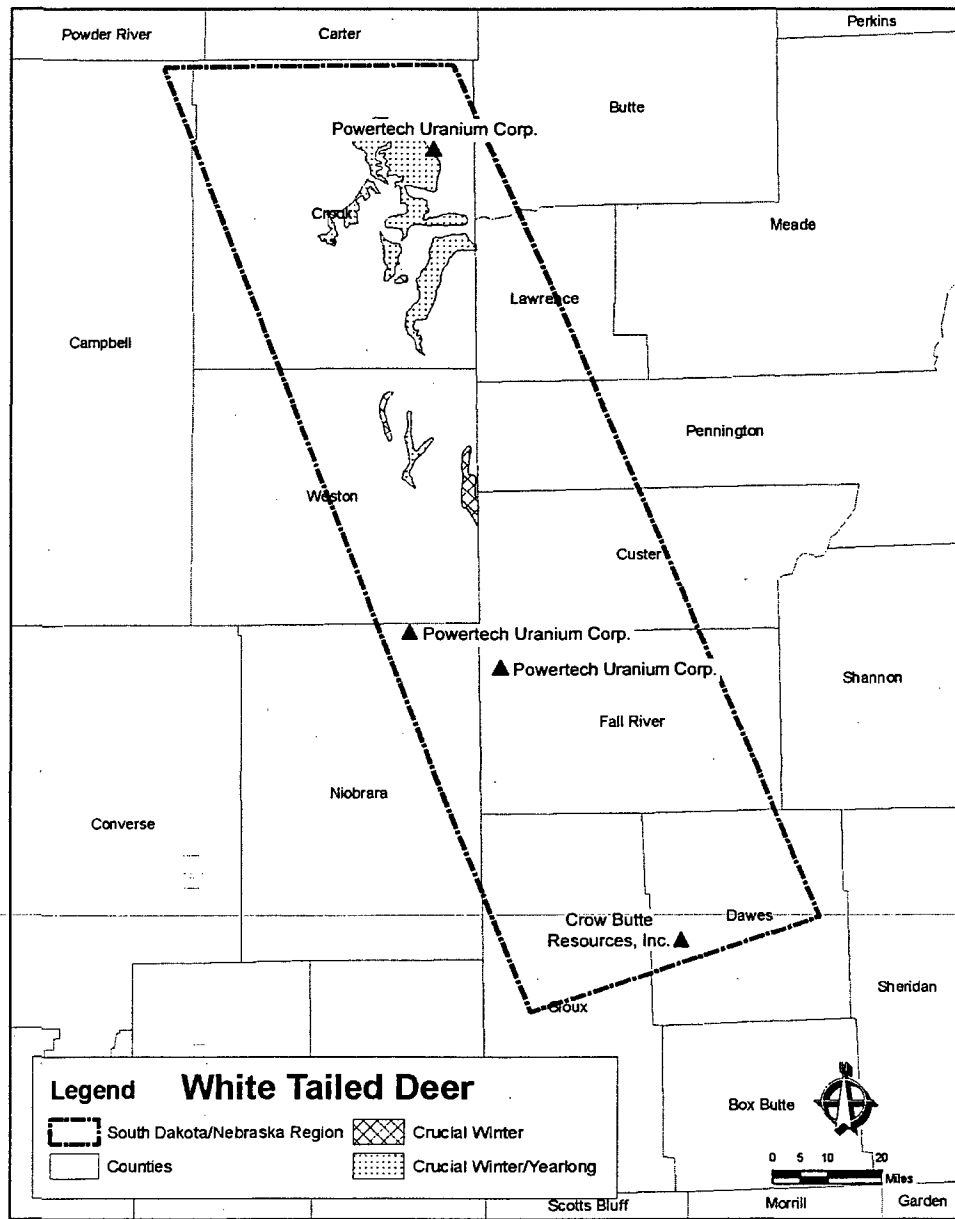 Powder River
Carter
Perkins
Powertech Uranium Corp.
Butte
Crook
Meade
Lawrence
Campbell
Pennington
Weston
Custer
Powertech Uranium Corp.
Powertech Uranium Corp.
Shannon
Fall River
Niobrara
Converse
Crow Butte
Resources, Inc.
Dawes
Sheridan
Sioux
Legend White Tailed Deer
South Dakota/Nebraska Region
Crucial Winter
Counties
Crucial Winter/Yearlong
Box Butte
0 5 10 20
Miles
Scotts Bluff
Morrill
Garden